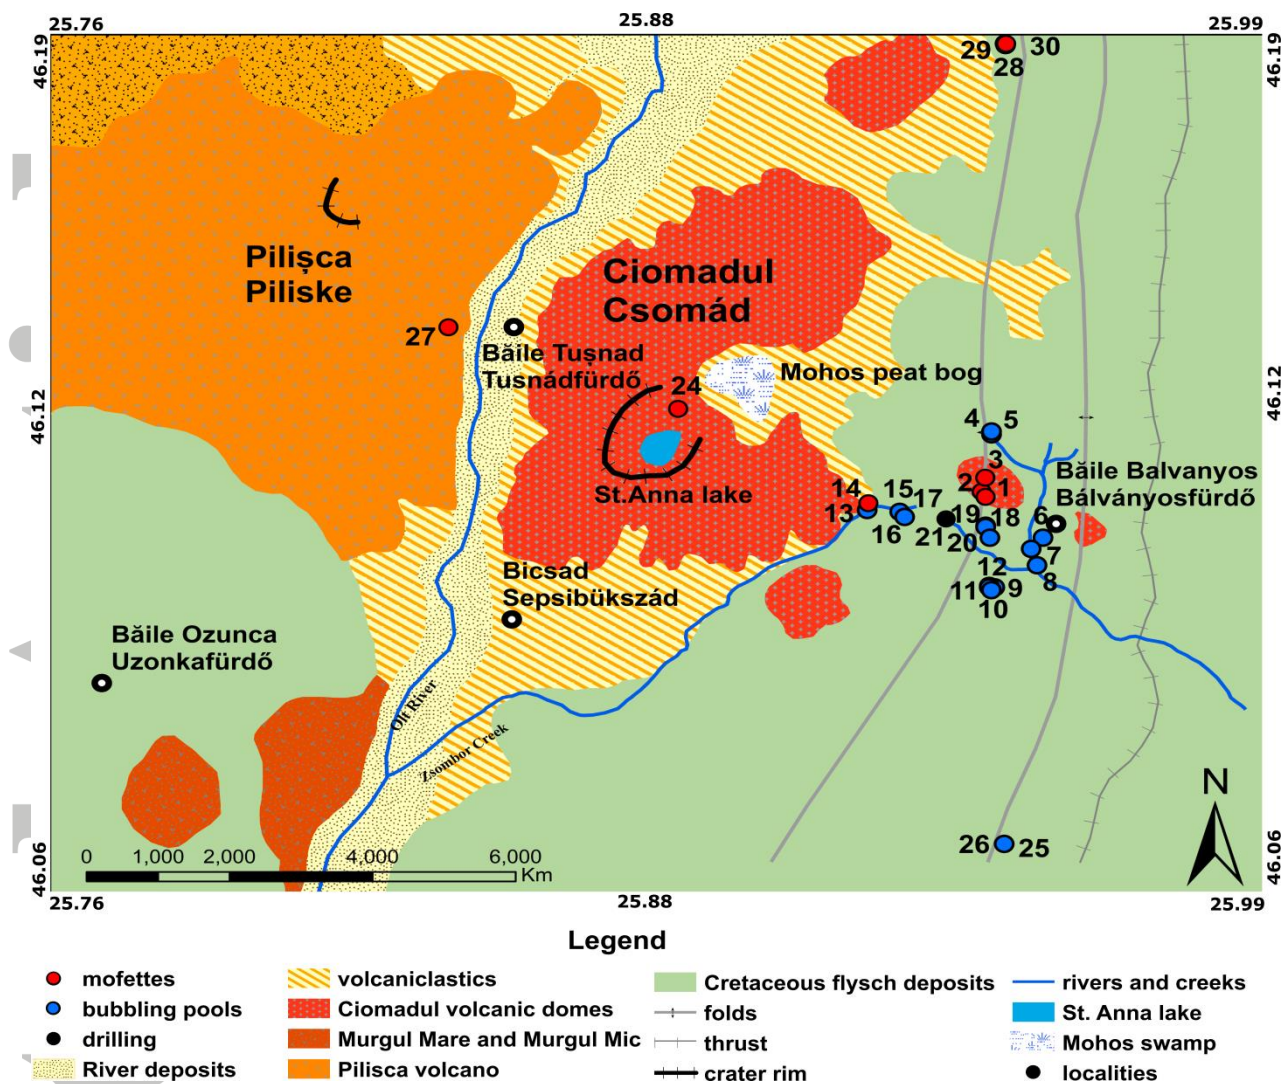 25.76
25.88
25.99
46.19
46.19
29
30
28
Pilișca
Piliske
Ciomadul
Csomád
27
Băile Tușnad
Tusnádfürdő
24
Mohos peat bog
46.12
46.12
4
5
3
Băile Balvanyos
Bálványosfürdő
St.Anna lake
14
15
17
2
1
13
16
21
19
18
6
20
7
12
8
11
9
10
Bicsad
Sepsibükszád
Băile Ozunca
Uzonkafürdő
Olt River
Zsombor Creek
N
26
25
0
1,000
2,000
4,000
6,000
Km
46.06
46.06
25.76
25.88
25.99
Legend
mofettes
volcaniclastics
Cretaceous flysch deposits
rivers and creeks
bubbling pools
Ciomadul volcanic domes
folds
St. Anna lake
drilling
Murgul Mare and Murgul Mic
thrust
Mohos swamp
River deposits
Pilisca volcano
crater rim
localities